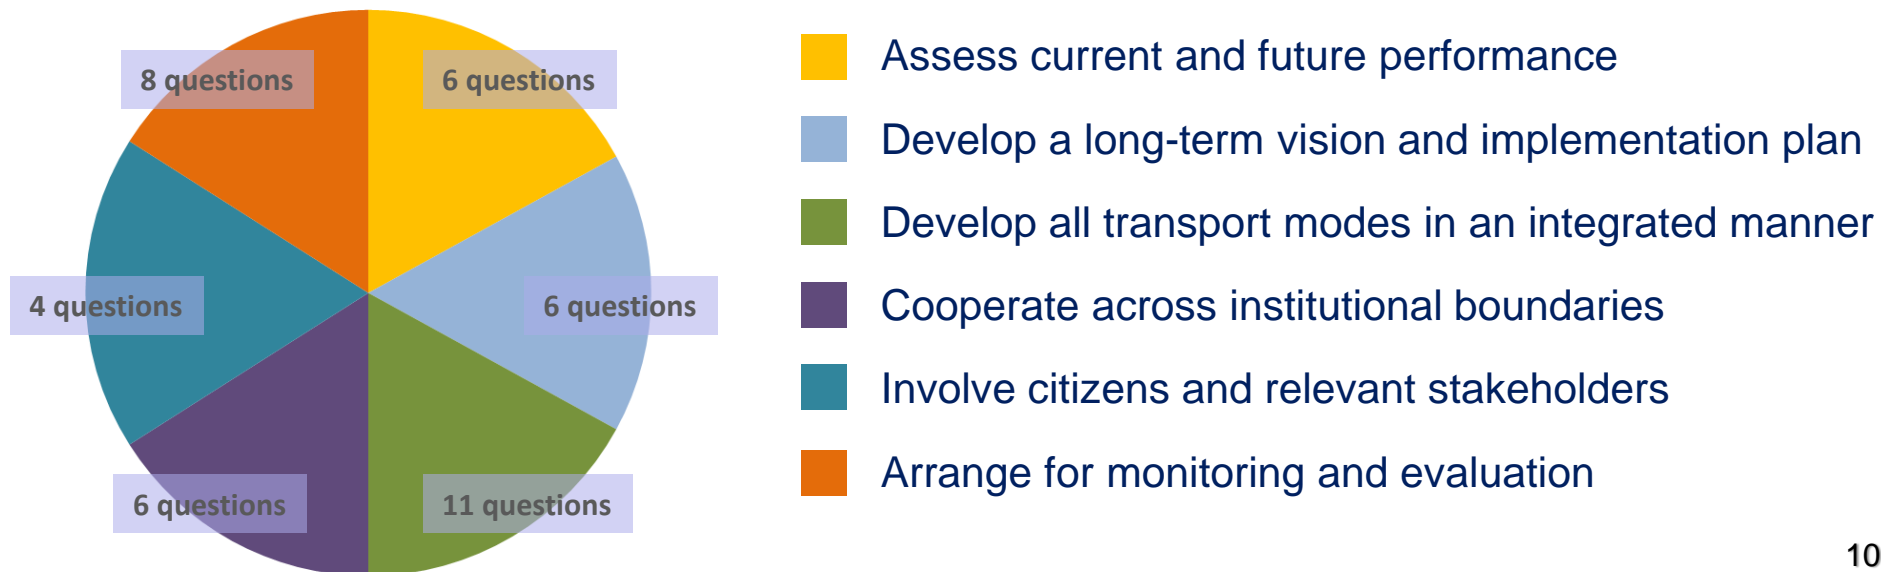 8 questions
6 questions
4 questions
6 questions
6 questions
11 questions
Assess current and future performance
Develop a long-term vision and implementation plan
Develop all transport modes in an integrated manner
Cooperate across institutional boundaries
Involve citizens and relevant stakeholders
Arrange for monitoring and evaluation
10